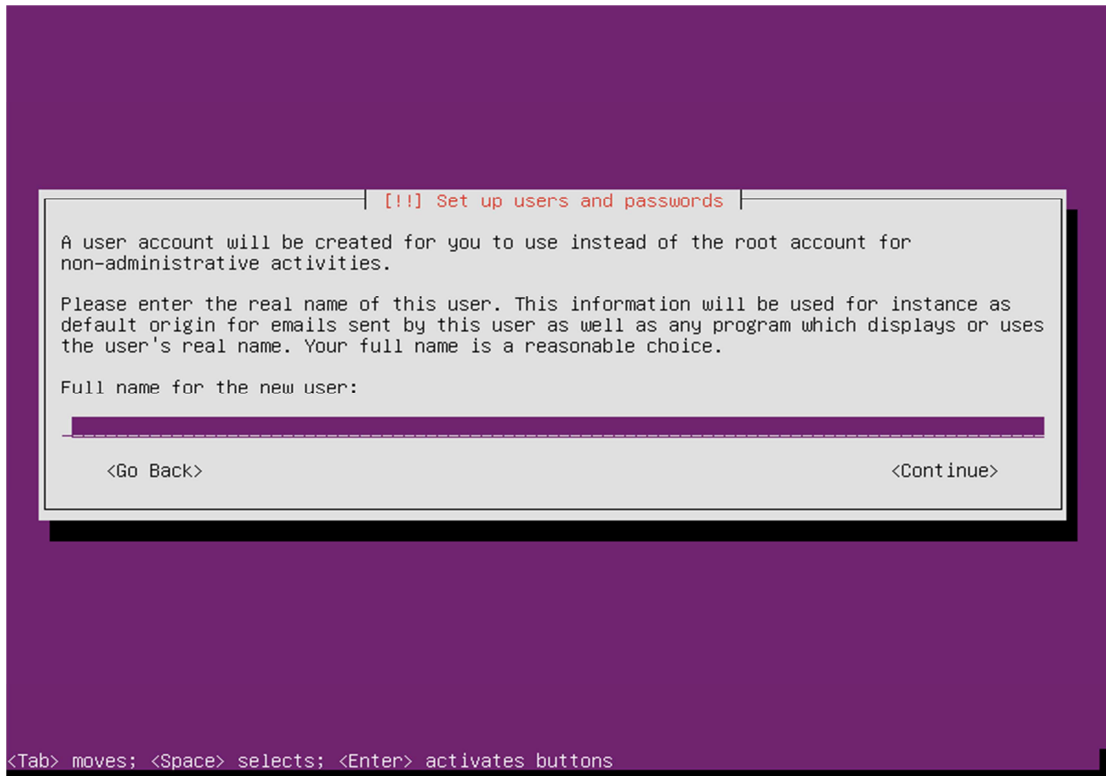 [!!] Set up users and passwords
A user account will be created for you to use instead of the root account for
non-administrative activities.
Please enter the real name of this user. This information will be used for instance as
default origin for emails sent by this user as well as any program which displays or uses
the user's real name. Your full name is a reasonable choice.
Full name for the new user:
<Go Back> <Continue>
<Tab> moves; <Space> selects; <Enter> activates buttons